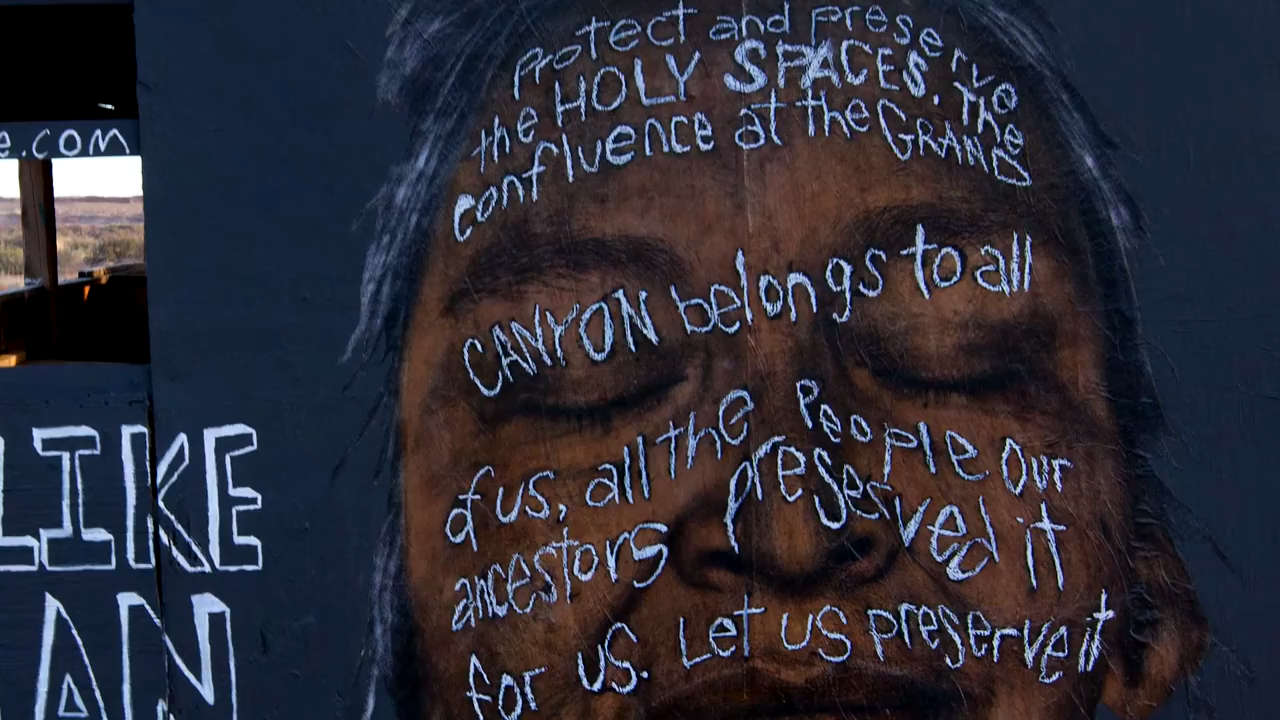 Protect and preserve
the HOLY SPACES. The
confluence at the GRAND
CANYON belongs to all
of us, all the People Our
ancestors preserved it
for us. Let us preserve it
e.com
LIKE
AN